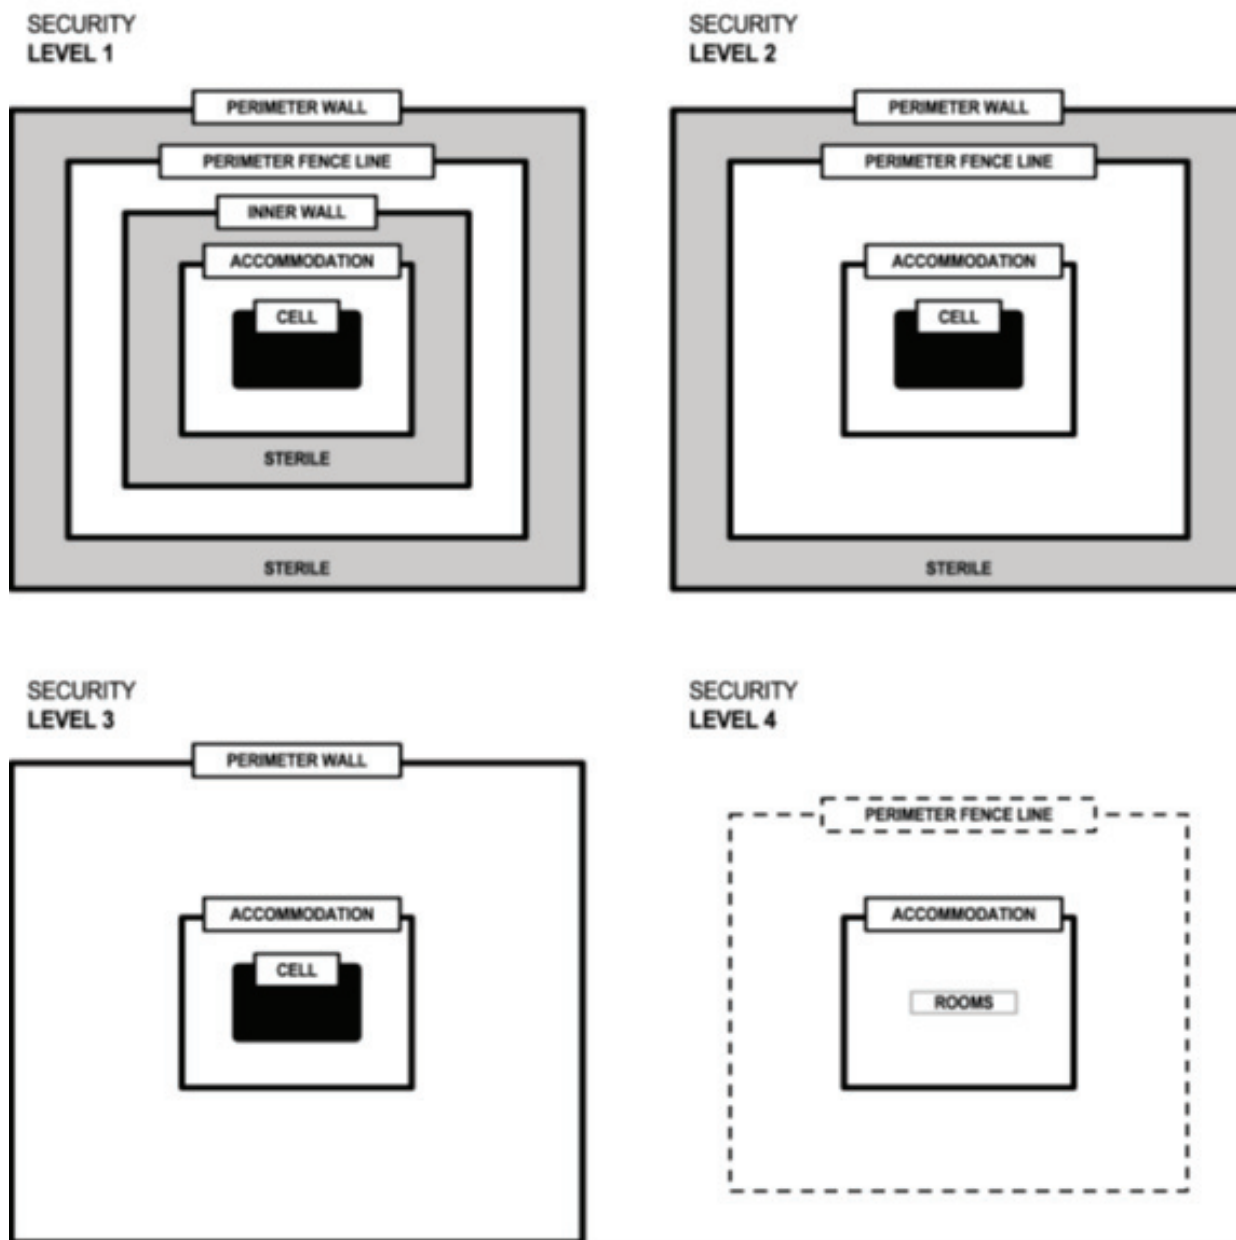 SECURITY
LEVEL 1
PERIMETER WALL
PERIMETER FENCE LINE
INNER WALL
ACCOMMODATION
CELL
STERILE
STERILE
SECURITY
LEVEL 2
PERIMETER WALL
PERIMETER FENCE LINE
ACCOMMODATION
CELL
STERILE
SECURITY
LEVEL 3
PERIMETER WALL
ACCOMMODATION
CELL
SECURITY
LEVEL 4
PERIMETER FENCE LINE
ACCOMMODATION
ROOMS